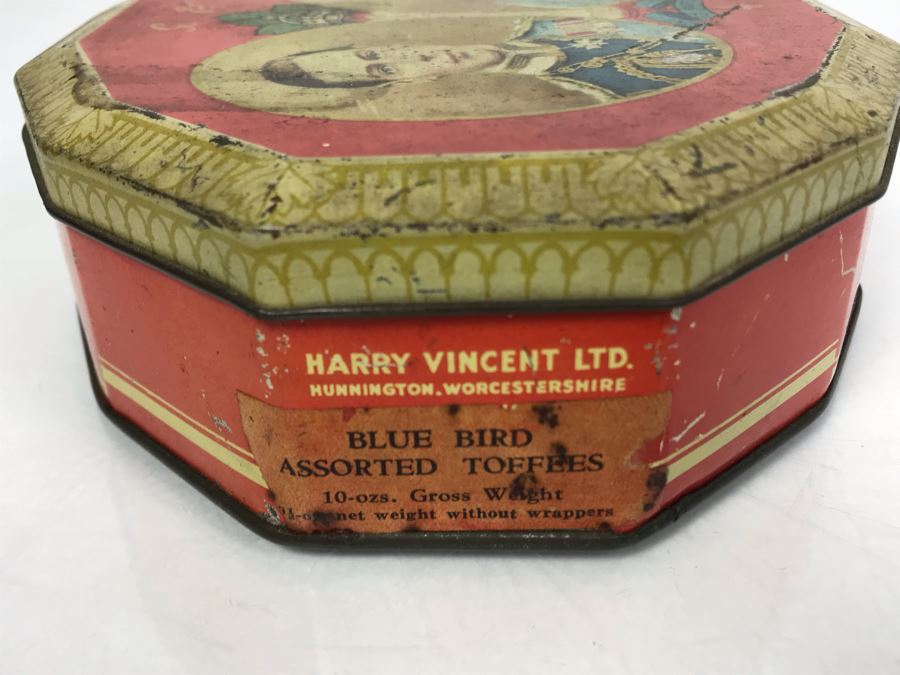 HARRY VINCENT LTD.
HUNNINGTON. WORCESTERSHIRE
BLUE BIRD
ASSORTED TOFFEES
10-ozs. Gross Weight
net weight without wrappers